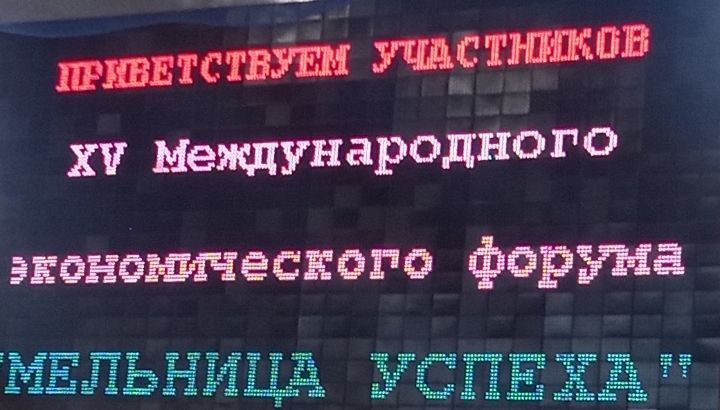 ПРИВЕТСТВУЕМ УЧАСТНИКОВ
XV Международного
экономического форума
"МЕЛЬНИЦА УСПЕХА"